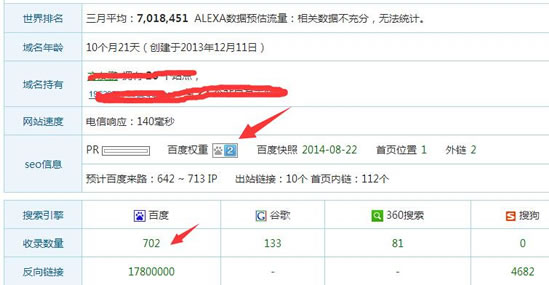 世界排名 三月平均：7,018,451 ALEXA数据预估流量：相关数据不充分，无法统计。
域名年龄 10个月21天（创建于2013年12月11日）
域名持有
网站速度 电信响应：140毫秒
seo信息 PR 百度权重 2 百度快照 2014-08-22 首页位置 1 外链 2
预计百度来路：642 ~ 713 IP 出站链接：10个 首页内链：112个
搜索引擎 百度 谷歌 360搜索 搜狗
收录数量 702 133 81 0
反向链接 17800000 4682